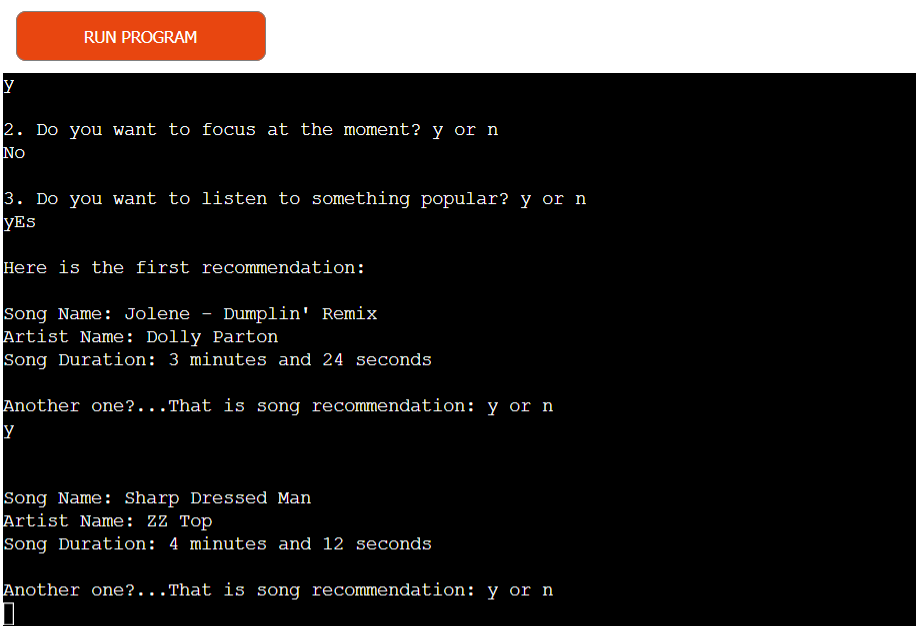 RUN PROGRAM
y
2. Do you want to focus at the moment? y or n
No
3. Do you want to listen to something popular? y or n
yEs
Here is the first recommendation:
Song Name: Jolene - Dumplin' Remix
Artist Name: Dolly Parton
Song Duration: 3 minutes and 24 seconds
Another one?...That is song recommendation: y or n
y
Song Name: Sharp Dressed Man
Artist Name: ZZ Top
Song Duration: 4 minutes and 12 seconds
Another one?...That is song recommendation: y or n